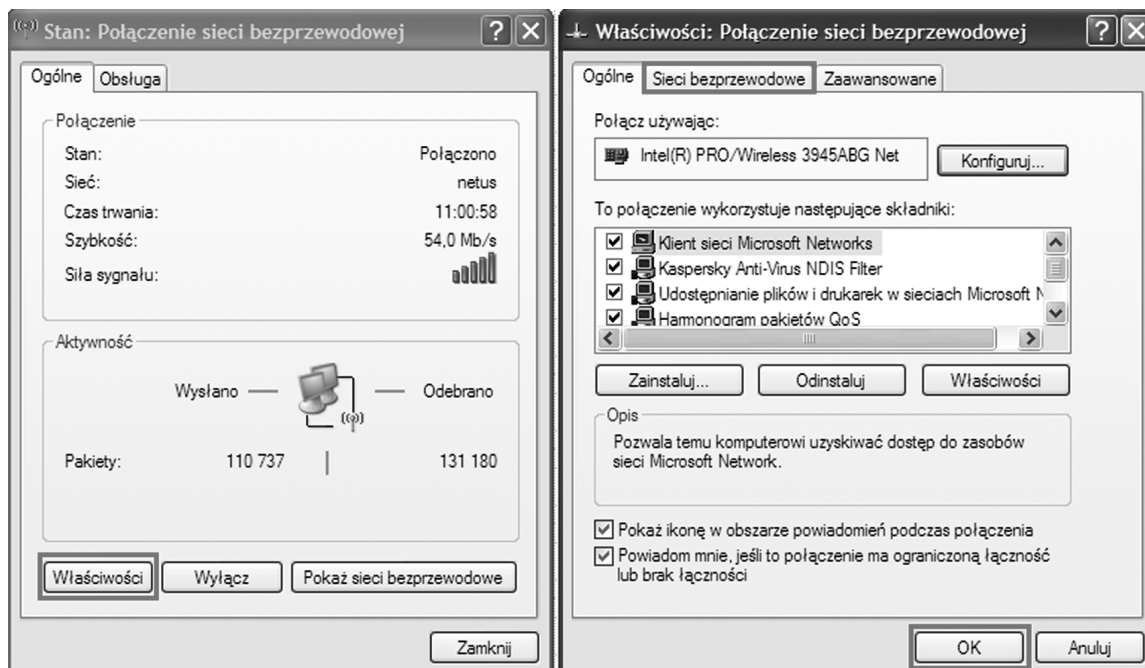 Stan: Połączenie sieci bezprzewodowej
Ogólne Obsługa
Połączenie
Stan: Połączono
Sieć: netus
Czas trwania: 11:00:58
Szybkość: 54,0 Mb/s
Siła sygnału:
Aktywność
Wysłano Odebrano
Pakiety: 110 737 131 180
Właściwości Wyłącz Pokaż sieci bezprzewodowe
Zamknij
Właściwości: Połączenie sieci bezprzewodowej
Ogólne Sieci bezprzewodowe Zaawansowane
Połącz używając:
Intel(R) PRO/Wireless 3945ABG Net Konfiguruj...
To połączenie wykorzystuje następujące składniki:
Klient sieci Microsoft Networks
Kaspersky Anti-Virus NDIS Filter
Udostępnianie plików i drukarek w sieciach Microsoft N
Harmonogram pakietów QoS
Zainstaluj... Odinstaluj Właściwości
Opis
Pozwala temu komputerowi uzyskiwać dostęp do zasobów
sieci Microsoft Network.
Pokaż ikonę w obszarze powiadomień podczas połączenia
Powiadom mnie, jeśli to połączenie ma ograniczoną łączność
lub brak łączności
OK Anuluj